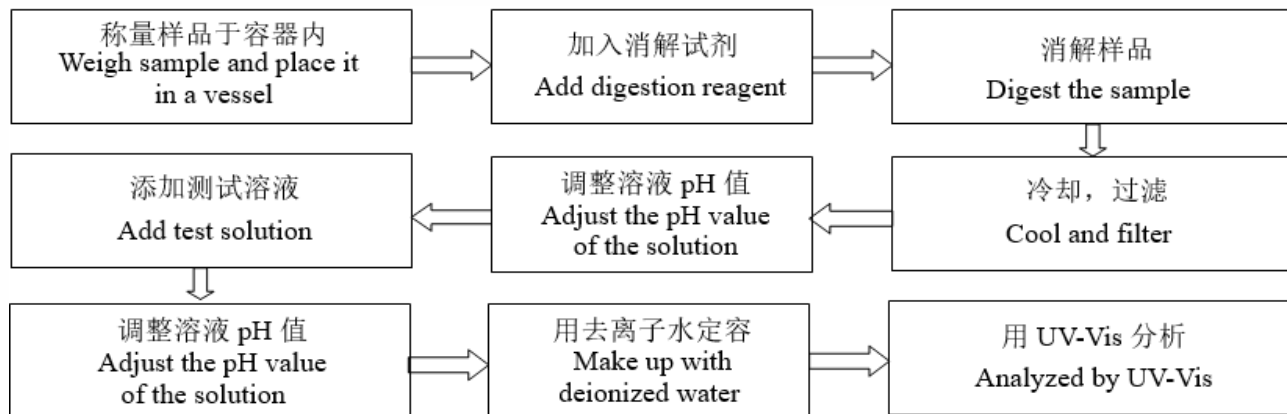 称量样品于容器内
Weigh sample and place it
in a vessel
加入消解试剂
Add digestion reagent
消解样品
Digest the sample
冷却，过滤
Cool and filter
调整溶液 pH 值
Adjust the pH value
of the solution
添加测试溶液
Add test solution
调整溶液 pH 值
Adjust the pH value
of the solution
用去离子水定容
Make up with
deionized water
用 UV-Vis 分析
Analyzed by UV-Vis